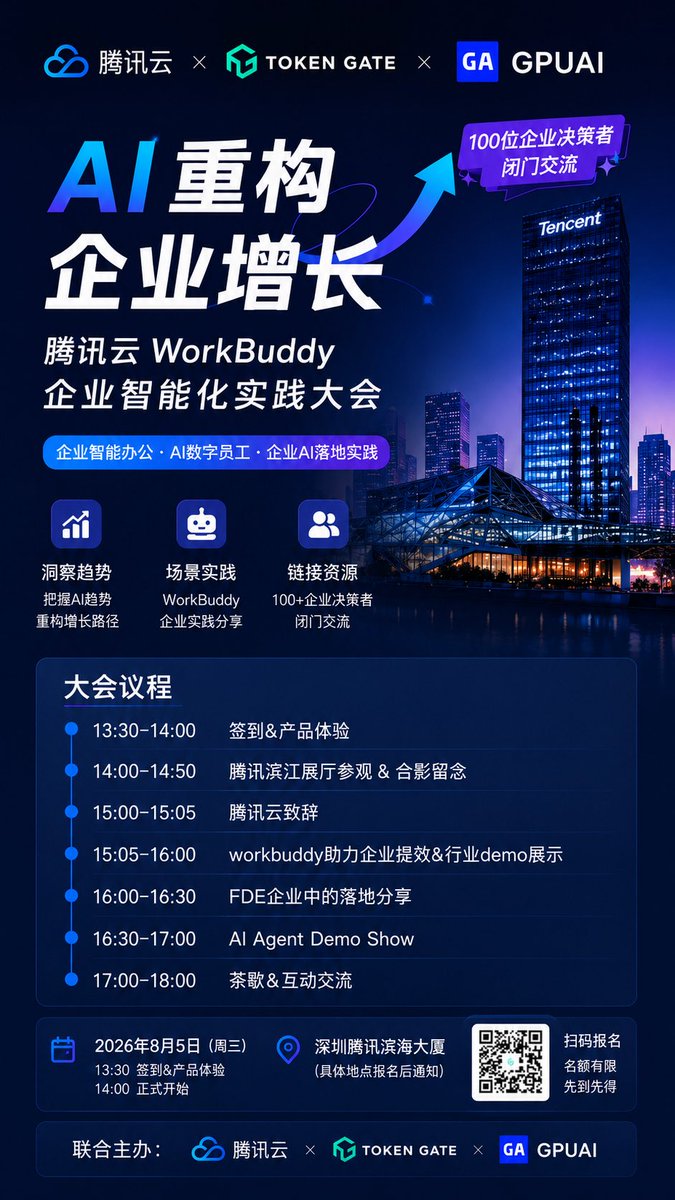 腾讯云 × TOKEN GATE × GA GPUAI
100位企业决策者
闭门交流
AI 重构
企业增长
Tencent
腾讯云 WorkBuddy
企业智能化实践大会
企业智能办公 · AI数字员工 · 企业AI落地实践
洞察趋势
把握AI趋势
重构增长路径
场景实践
WorkBuddy
企业实践分享
链接资源
100+企业决策者
闭门交流
大会议程
13:30-14:00 签到&产品体验
14:00-14:50 腾讯滨江展厅参观 & 合影留念
15:00-15:05 腾讯云致辞
15:05-16:00 workbuddy助力企业提效&行业demo展示
16:00-16:30 FDE企业中的落地分享
16:30-17:00 AI Agent Demo Show
17:00-18:00 茶歇&互动交流
2026年8月5日（周三）
13:30 签到&产品体验
14:00 正式开始
深圳腾讯滨海大厦
（具体地点报名后通知）
扫码报名
名额有限
先到先得
联合主办： 腾讯云 × TOKEN GATE × GA GPUAI